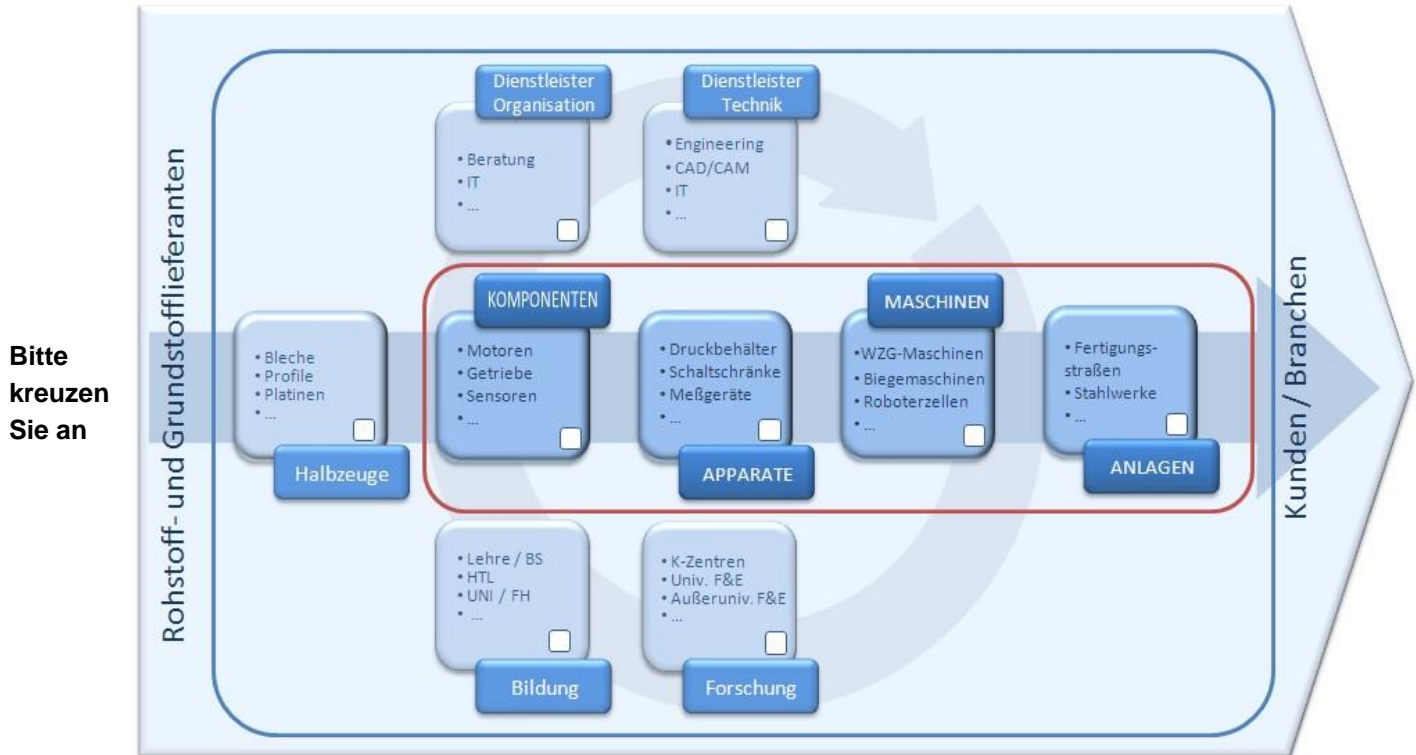 Bitte
kreuzen
Sie an
Rohstoff- und Grundstofflieferanten
Dienstleister
Organisation
• Beratung
• IT
• ...
Dienstleister
Technik
• Engineering
• CAD/CAM
• IT
• ...
• Bleche
• Profile
• Platinen
• ...
Halbzeuge
KOMPONENTEN
• Motoren
• Getriebe
• Sensoren
• ...
• Druckbehälter
• Schaltschränke
• Meßgeräte
• ...
APPARATE
MASCHINEN
• WZG-Maschinen
• Biegemaschinen
• Roboterzellen
• ...
• Fertigungs-
straßen
• Stahlwerke
• ...
ANLAGEN
• Lehre / BS
• HTL
• UNI / FH
• ...
Bildung
• K-Zentren
• Univ. F&E
• Außeruniv. F&E
• ...
Forschung
Kunden / Branchen